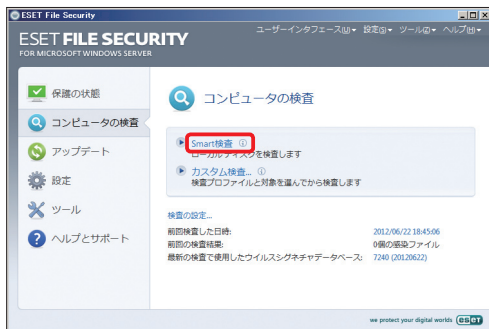 ESET File Security
ESET FILE SECURITY
FOR MICROSOFT WINDOWS SERVER
ユーザーインタフェース(U)▾ 設定(S)▾ ツール(Z)▾ ヘルプ(H)▾
保護の状態
コンピュータの検査
アップデート
設定
ツール
ヘルプとサポート
コンピュータの検査
Smart検査
ローカルディスクを検査します
カスタム検査...
検査プロファイルと対象を選んでから検査します
検査の設定...
前回検査した日時: 2012/06/22 18:45:06
前回の検査結果: 0個の感染ファイル
最新の検査で使用したウイルスシグネチャデータベース: 7240 (20120622)
we protect your digital worlds eset